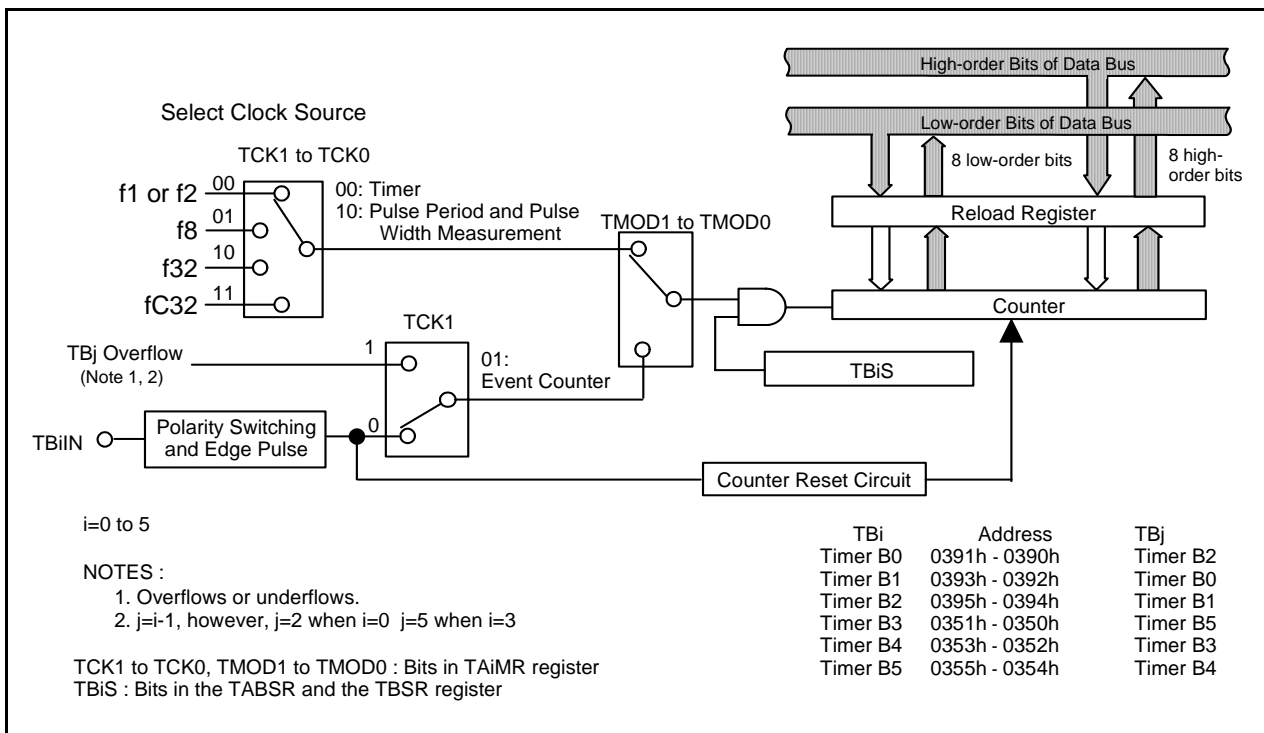 High-order Bits of Data Bus
Select Clock Source
Low-order Bits of Data Bus
TCK1 to TCK0
8 low-order bits
8 high-
order bits
f1 or f2
00
00: Timer
10: Pulse Period and Pulse
Width Measurement
f8
01
TMOD1 to TMOD0
Reload Register
f32
10
fC32
11
Counter
TCK1
TBj Overflow
(Note 1, 2)
1
01:
Event Counter
TBiS
TBiIN
Polarity Switching
and Edge Pulse
0
Counter Reset Circuit
i=0 to 5
NOTES :
1. Overflows or underflows.
2. j=i-1, however, j=2 when i=0 j=5 when i=3
TCK1 to TCK0, TMOD1 to TMOD0 : Bits in TAiMR register
TBiS : Bits in the TABSR and the TBSR register
TBi Address TBj
Timer B0 0391h - 0390h Timer B2
Timer B1 0393h - 0392h Timer B0
Timer B2 0395h - 0394h Timer B1
Timer B3 0351h - 0350h Timer B5
Timer B4 0353h - 0352h Timer B3
Timer B5 0355h - 0354h Timer B4